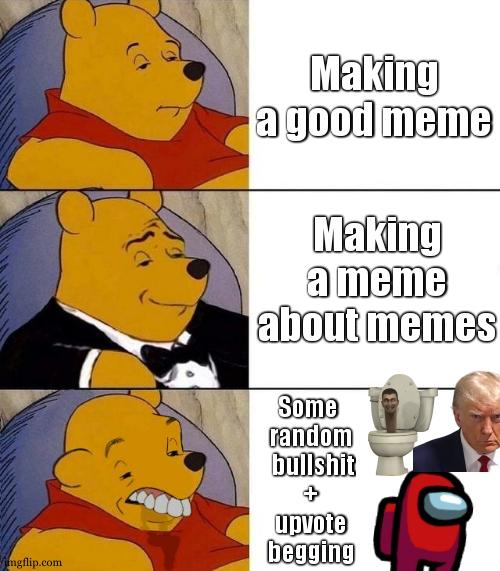 Making
a good meme
Making
a meme
about memes
Some
random
bullshit
+
upvote
begging
imgflip.com